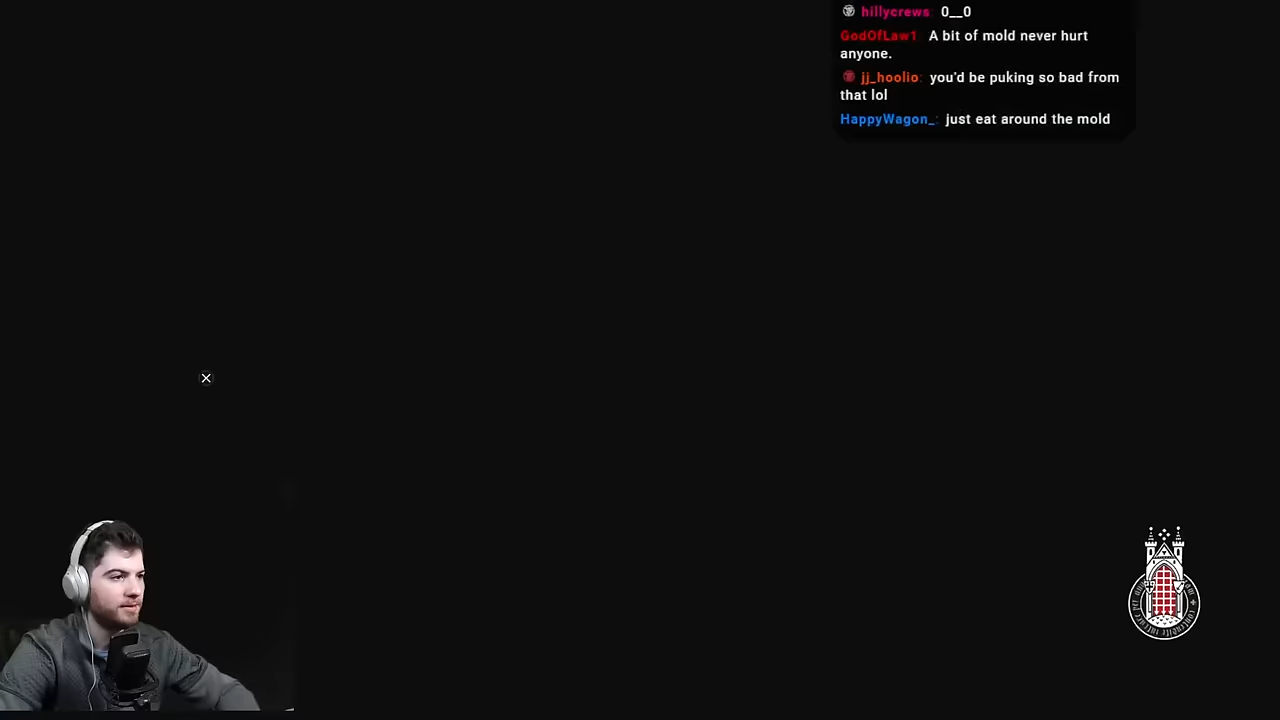 hillycrews: 0__0
GodOfLaw1: A bit of mold never hurt
anyone.
jj_hoolio: you'd be puking so bad from
that lol
HappyWagon_: just eat around the mold